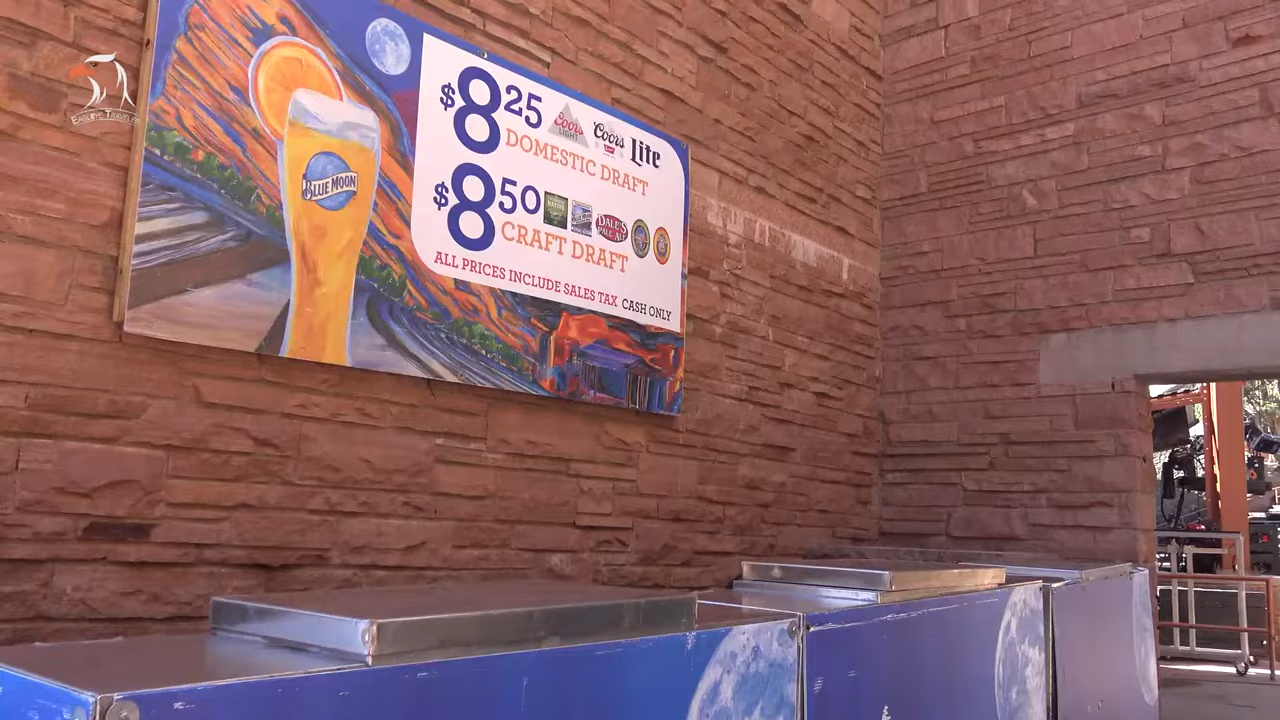 EAGLEYE TRAVELER
BLUE MOON
$8 25
Coors LIGHT
Coors
Lite
DOMESTIC DRAFT
$8 50
NATIVE
DALE'S PALE ALE
CRAFT DRAFT
ALL PRICES INCLUDE SALES TAX CASH ONLY